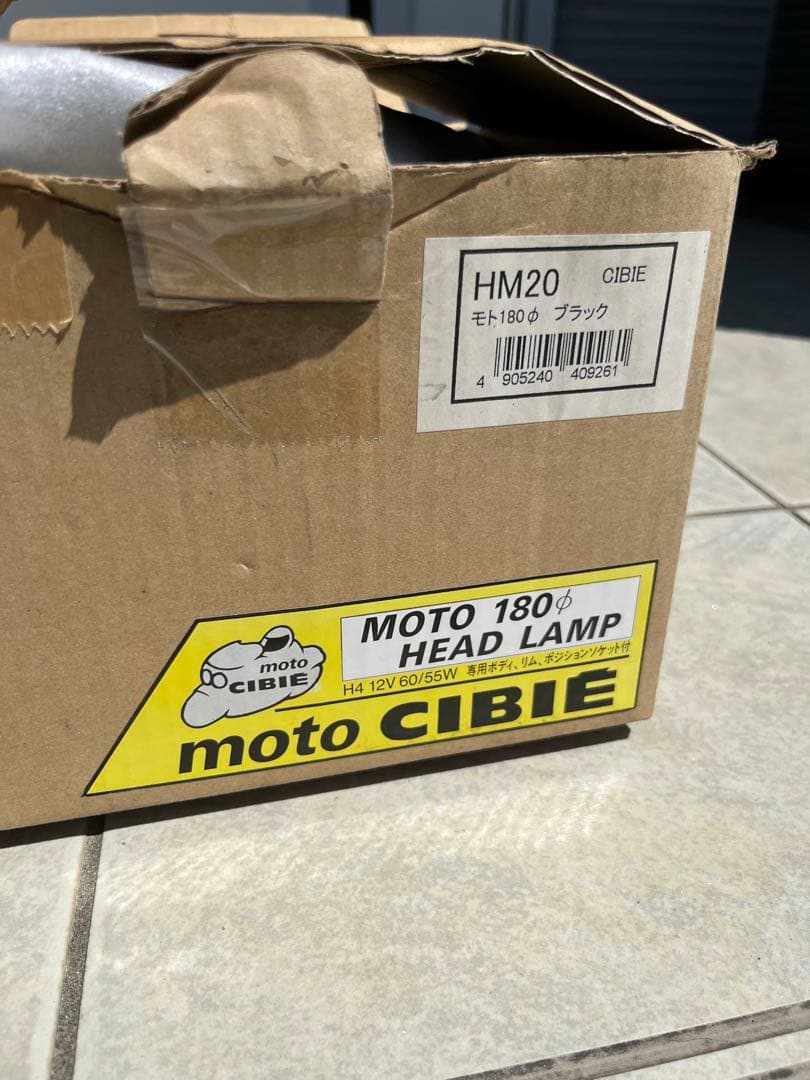 HM20 CIBIE
モト180φ ブラック
4 905240 409261
MOTO 180φ
HEAD LAMP
moto
CIBIE
H4 12V 60/55W 専用ボディ、リム、ポジションソケット付
moto CIBIÉ